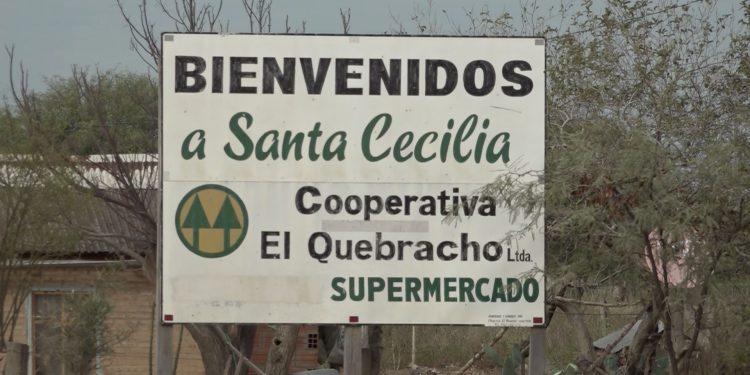 BIENVENIDOS
a Santa Cecilia
Cooperativa
El Quebracho Ltda.
SUPERMERCADO